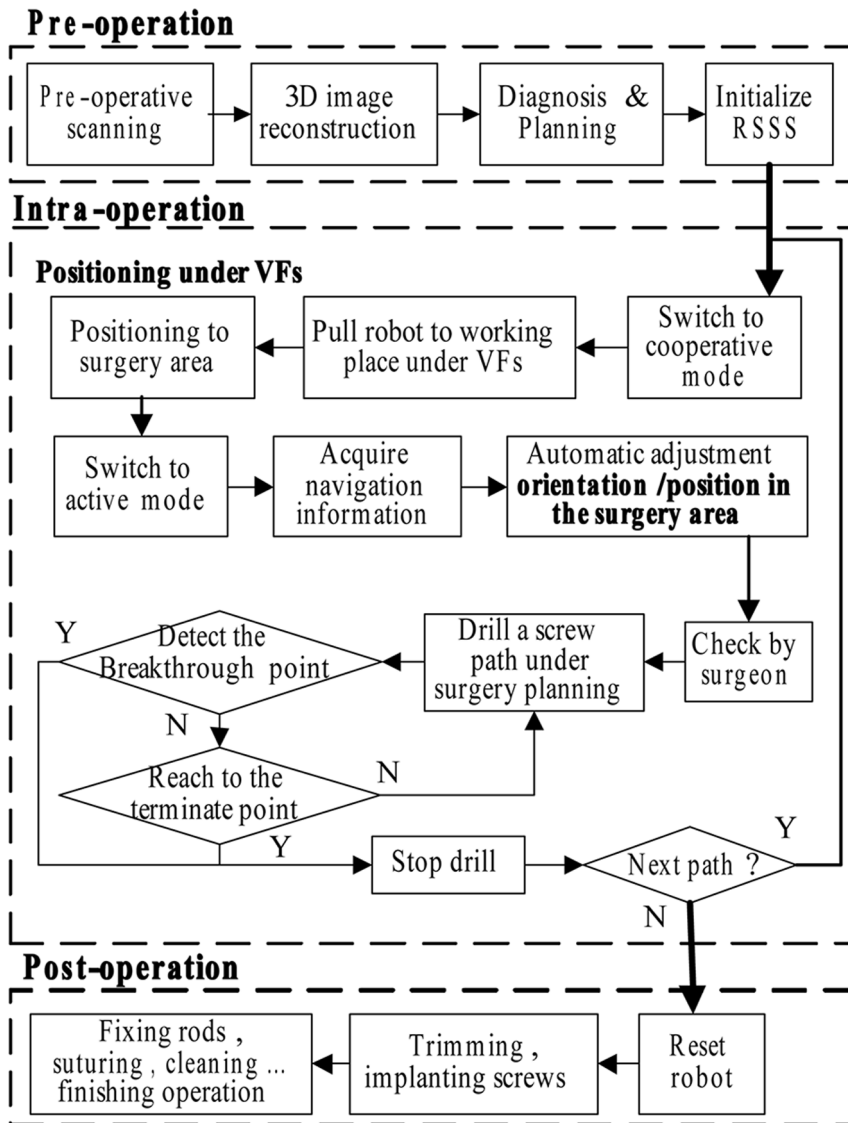 Pre-operation
Pre-operative
scanning
3D image
reconstruction
Diagnosis &
Planning
Initialize
RSSS
Intra-operation
Positioning under VFs
Switch to
cooperative
mode
Pull robot to working
place under VFs
Positioning to
surgery area
Switch to
active mode
Acquire
navigation
information
Automatic adjustment
orientation /position in
the surgery area
Check by
surgeon
Drill a screw
path under
surgery planning
Detect the
Breakthrough point
Y
N
Reach to the
terminate point
N
Y
Stop drill
Next path ?
Y
N
Post-operation
Reset
robot
Trimming ,
implanting screws
Fixing rods ,
suturing , cleaning ...
finishing operation